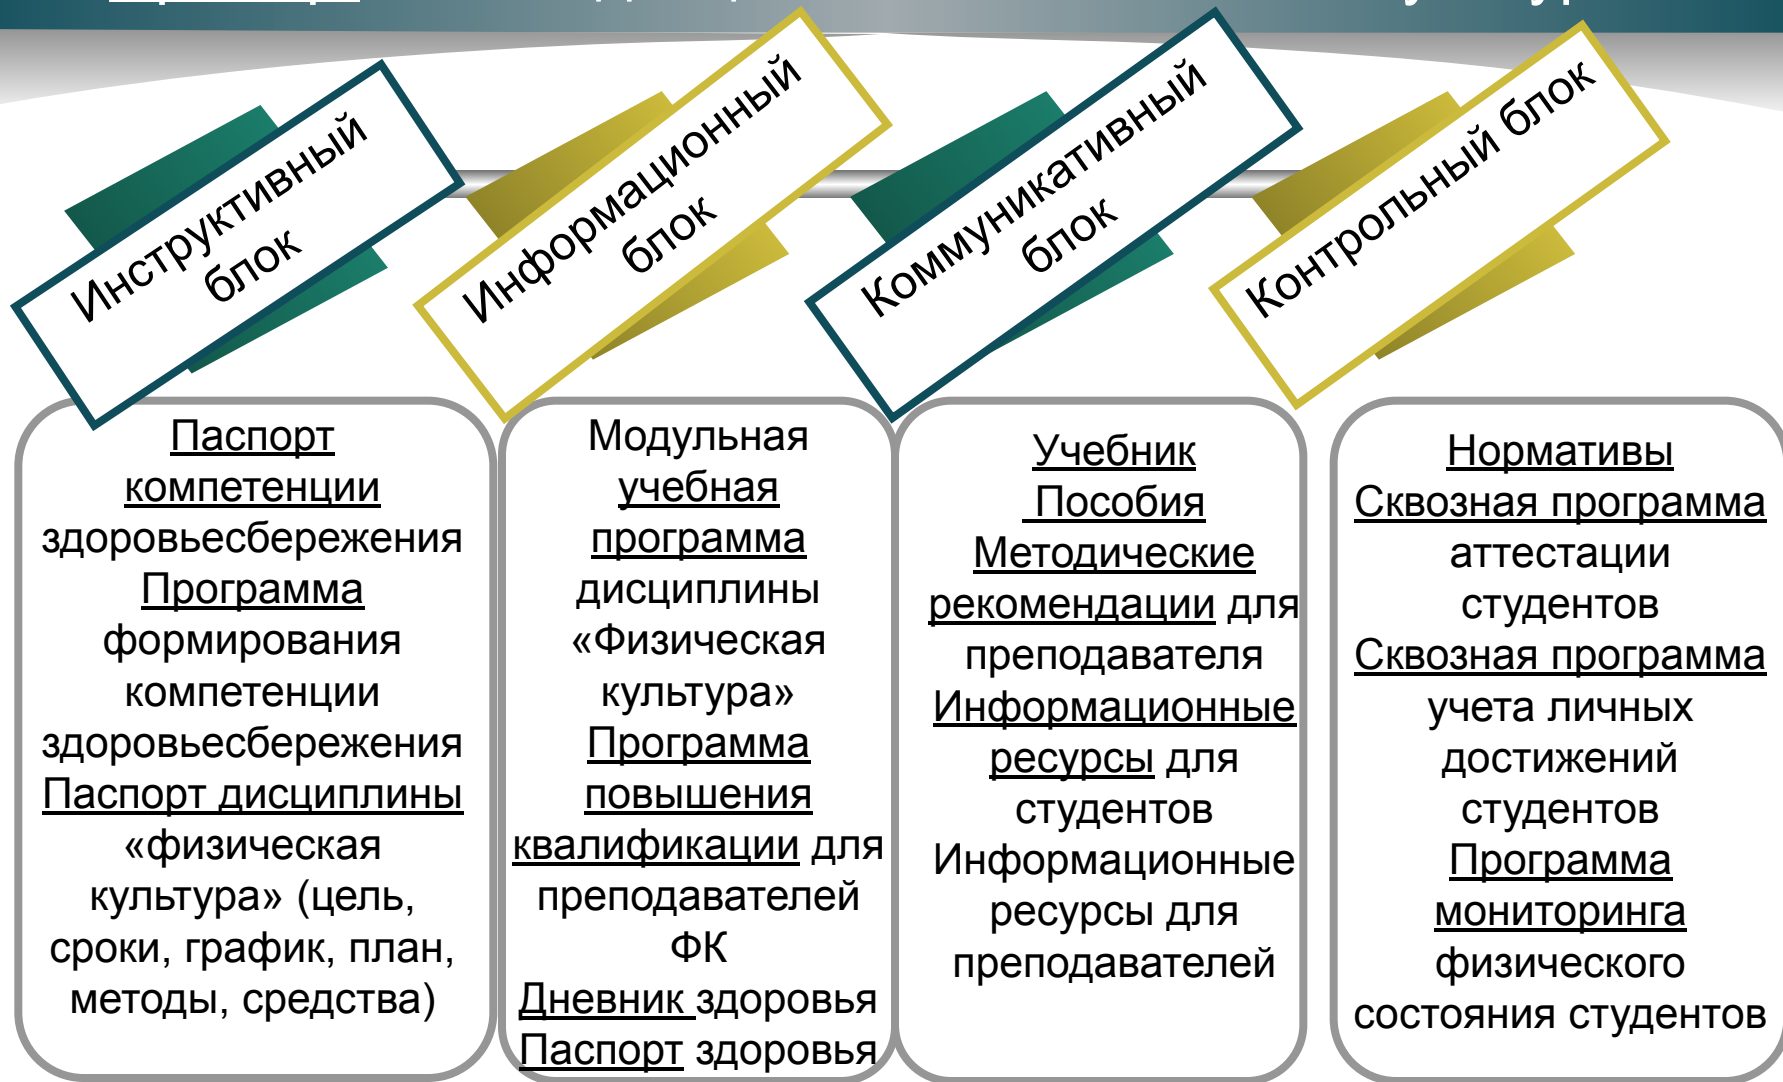 Инструктивный
блок
Информационный
блок
Коммуникативный
блок
Контрольный блок
Паспорт
компетенции
здоровьесбережения
Программа
формирования
компетенции
здоровьесбережения
Паспорт дисциплины
«физическая
культура» (цель,
сроки, график, план,
методы, средства)
Модульная
учебная
программа
дисциплины
«Физическая
культура»
Программа
повышения
квалификации для
преподавателей
ФК
Дневник здоровья
Паспорт здоровья
Учебник
Пособия
Методические
рекомендации для
преподавателя
Информационные
ресурсы для
студентов
Информационные
ресурсы для
преподавателей
Нормативы
Сквозная программа
аттестации
студентов
Сквозная программа
учета личных
достижений
студентов
Программа
мониторинга
физического
состояния студентов